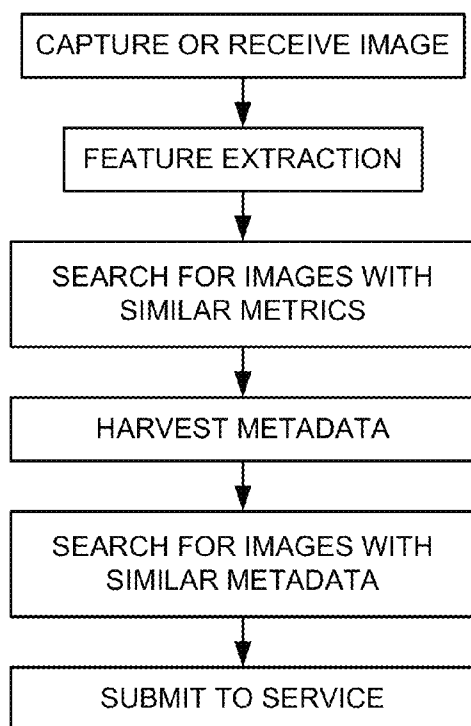 CAPTURE OR RECEIVE IMAGE
FEATURE EXTRACTION
SEARCH FOR IMAGES WITH
SIMILAR METRICS
HARVEST METADATA
SEARCH FOR IMAGES WITH
SIMILAR METADATA
SUBMIT TO SERVICE